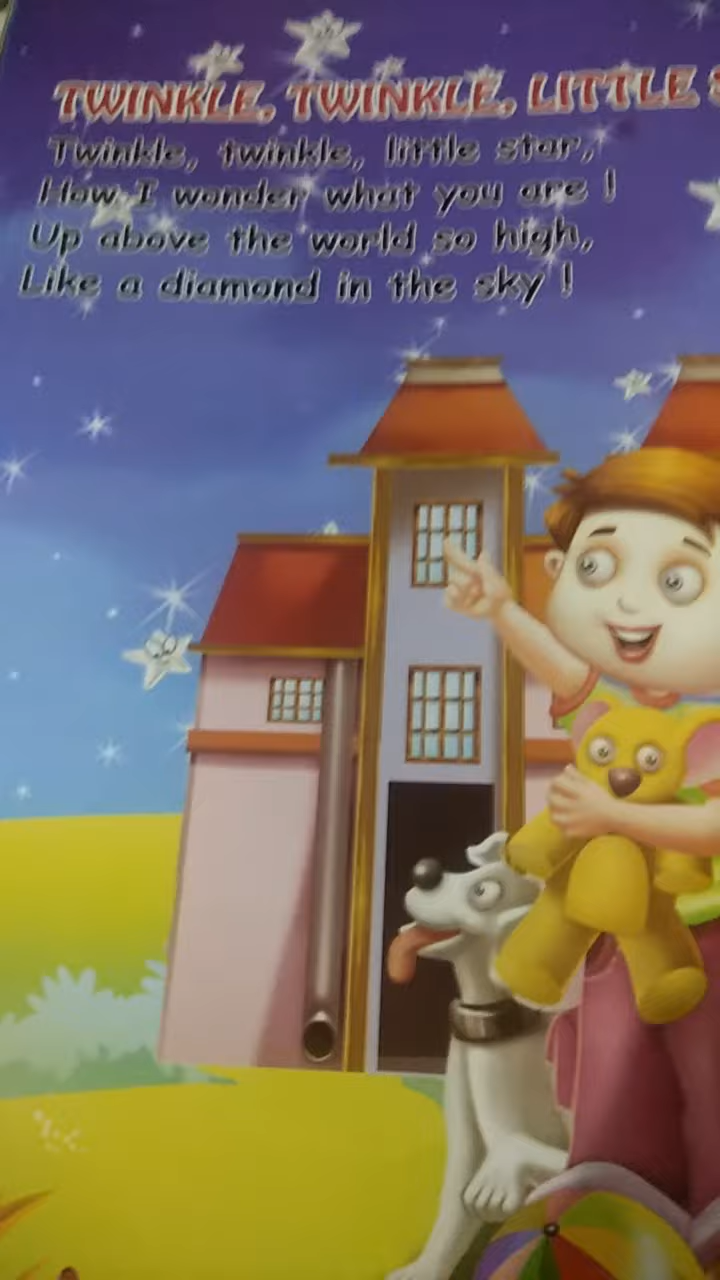 TWINKLE, TWINKLE, LITTLE
Twinkle, twinkle, little star,
How I wonder what you are !
Up above the world so high,
Like a diamond in the sky !